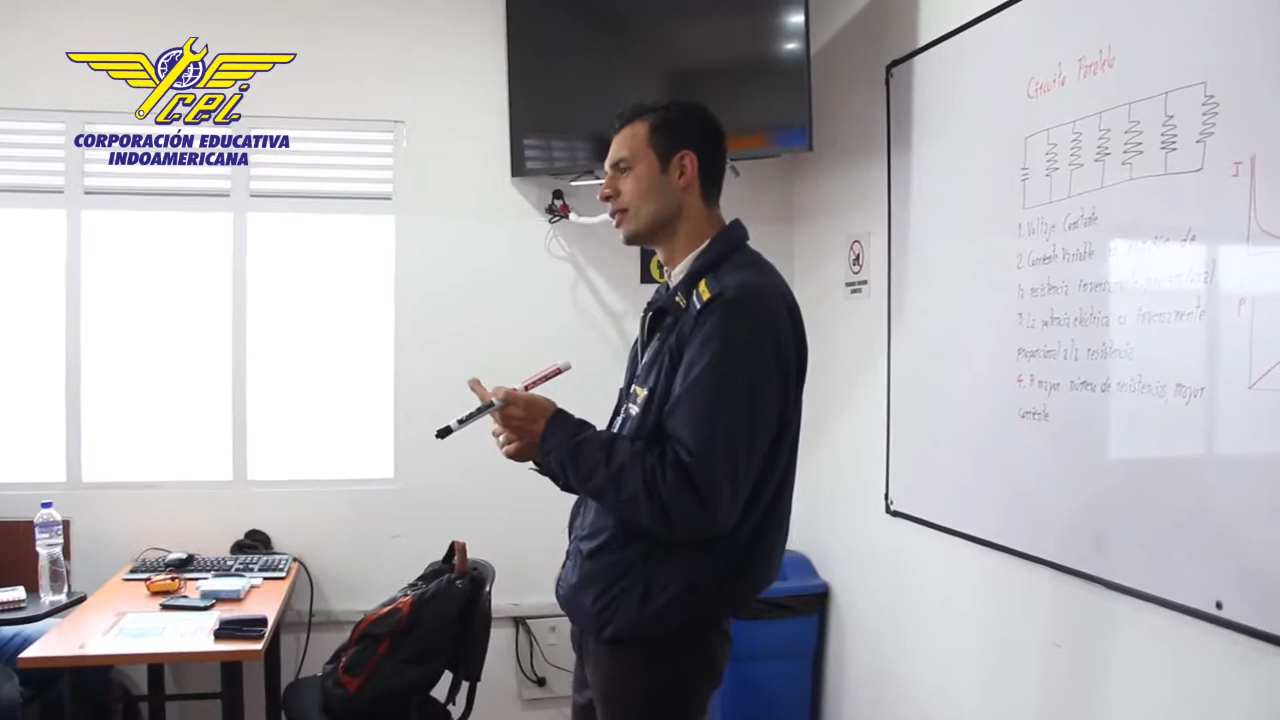 cei
CORPORACIÓN EDUCATIVA
INDOAMERICANA
Circuito Paralelo
1. Voltaje Constante
2. Corriente Variable de
la resistencia
3. La potencia eléctrica es inversamente
proporcional a la resistencia
4. A mayor número de resistencias, mayor
corriente
I
P